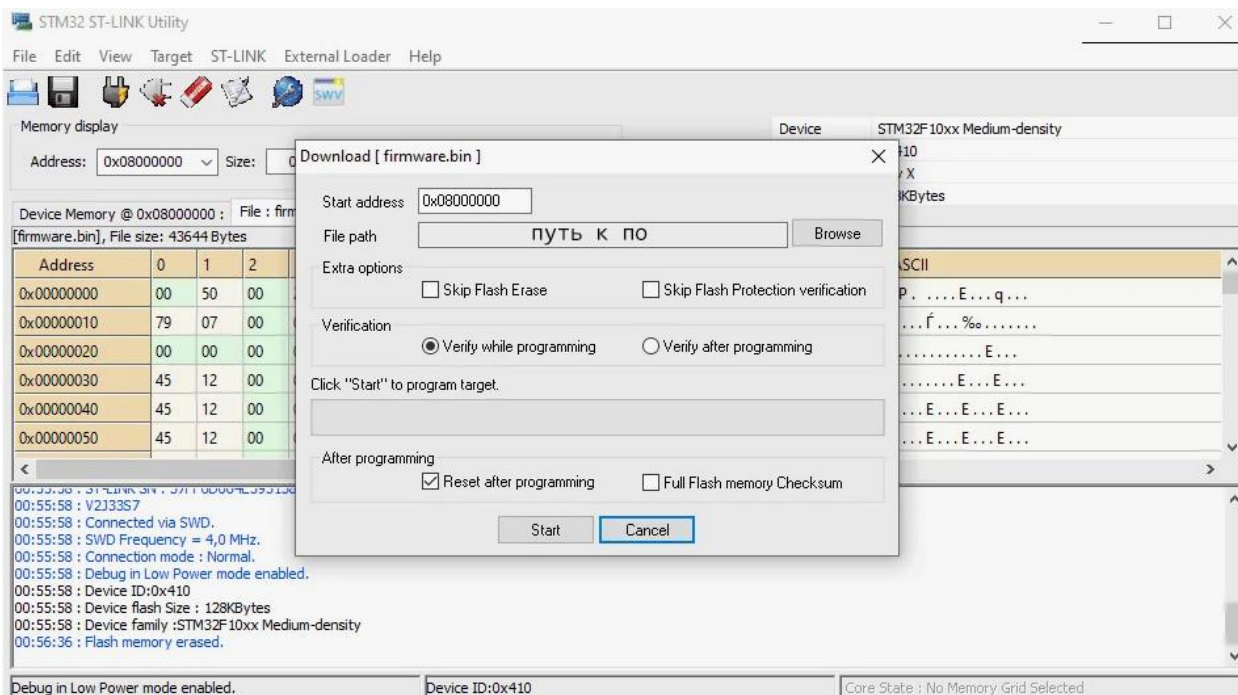 STM32 ST-LINK Utility
File Edit View Target ST-LINK External Loader Help
SWV
Memory display
Address: 0x08000000 Size:
Device STM32F10xx Medium-density
Download [ firmware.bin ]
Start address 0x08000000
File path путь к по Browse
Extra options
Skip Flash Erase Skip Flash Protection verification
Verification
Verify while programming Verify after programming
Click "Start" to program target.
After programming
Reset after programming Full Flash memory Checksum
Start Cancel
Device Memory @ 0x08000000 : File : firm
[firmware.bin], File size: 43644 Bytes
Address 0 1 2 ASCII
0x00000000 00 50 00 P. ....E...q...
0x00000010 79 07 00 ...Ѓ...‰.......
0x00000020 00 00 00 ...........E...
0x00000030 45 12 00 .......E...E...
0x00000040 45 12 00 ...E...E...E...
0x00000050 45 12 00 ...E...E...E...
00:55:58 : V2J33S7
00:55:58 : Connected via SWD.
00:55:58 : SWD Frequency = 4,0 MHz.
00:55:58 : Connection mode : Normal.
00:55:58 : Debug in Low Power mode enabled.
00:55:58 : Device ID:0x410
00:55:58 : Device flash Size : 128KBytes
00:55:58 : Device family :STM32F10xx Medium-density
00:56:36 : Flash memory erased.
Debug in Low Power mode enabled. Device ID:0x410 Core State : No Memory Grid Selected